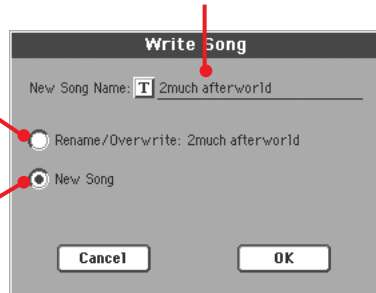 Write Song
New Song Name: T 2much afterworld
Rename/Overwrite: 2much afterworld
New Song
Cancel OK